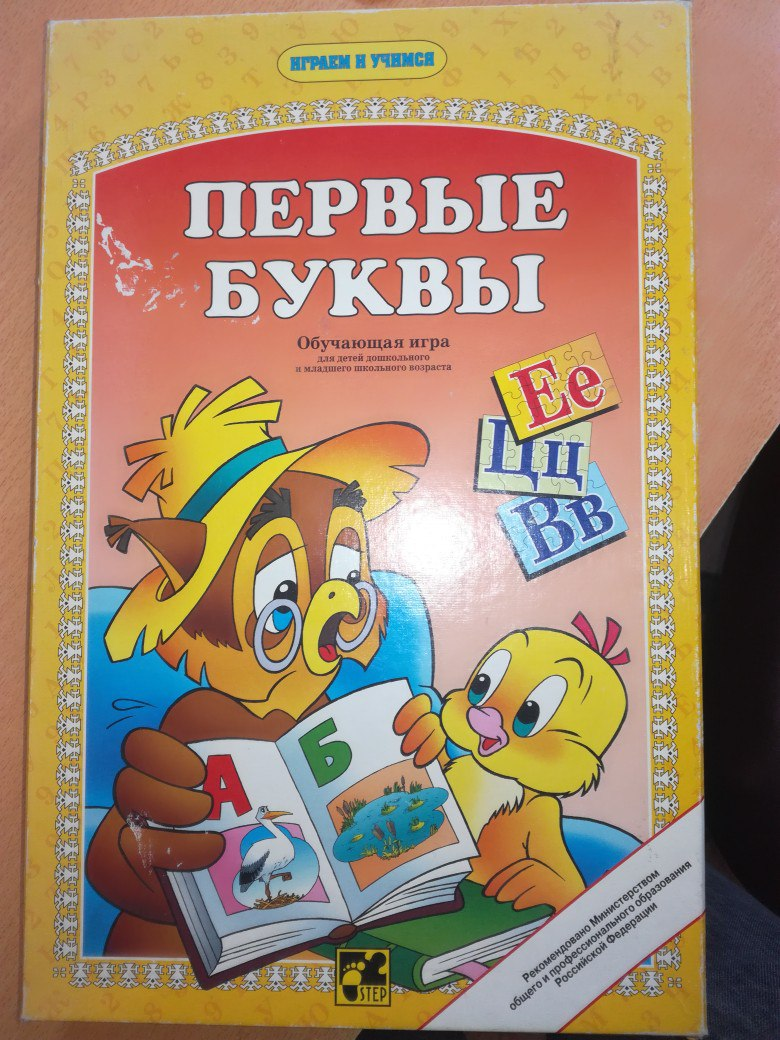 ИГРАЕМ И УЧИМСЯ
ПЕРВЫЕ
БУКВЫ
Обучающая игра
для детей дошкольного
и младшего школьного возраста
Ее
Цц
Вв
А
Б
Рекомендовано Министерством
общего и профессионального образования
Российской Федерации
STEP